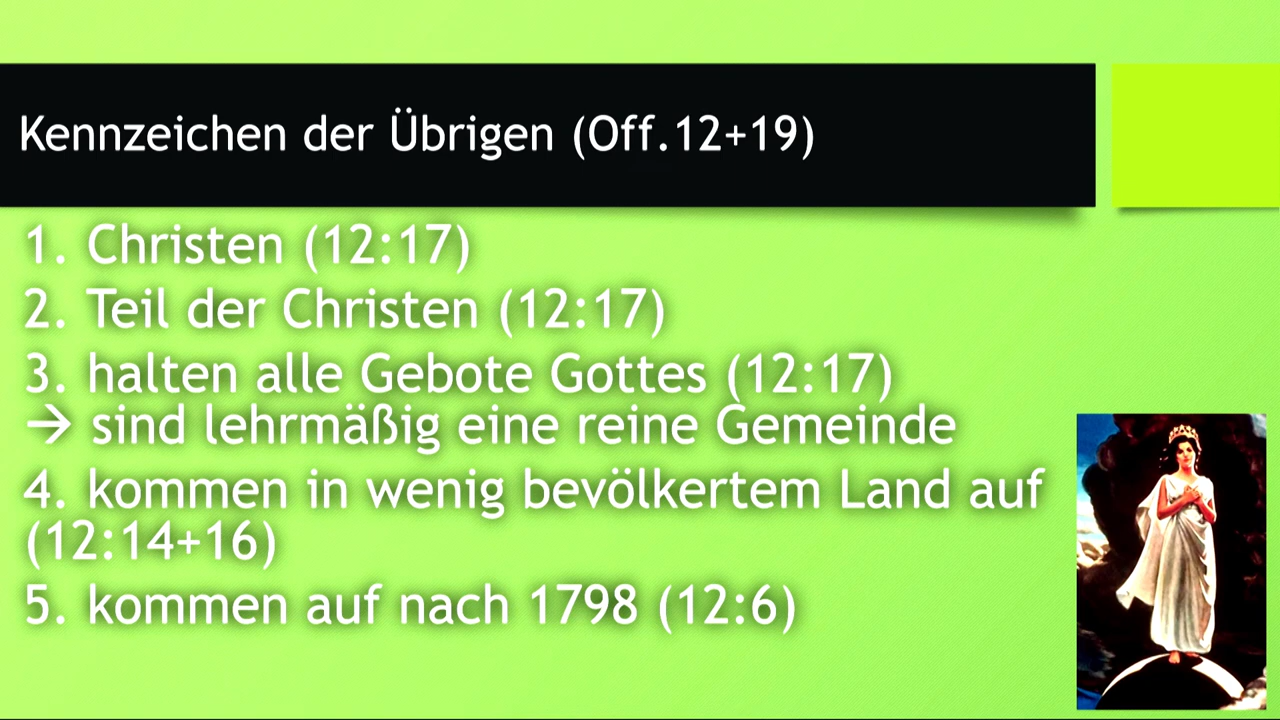 Kennzeichen der Übrigen (Off.12+19)
1. Christen (12:17)
2. Teil der Christen (12:17)
3. halten alle Gebote Gottes (12:17)
→ sind lehrmäßig eine reine Gemeinde
4. kommen in wenig bevölkertem Land auf
(12:14+16)
5. kommen auf nach 1798 (12:6)